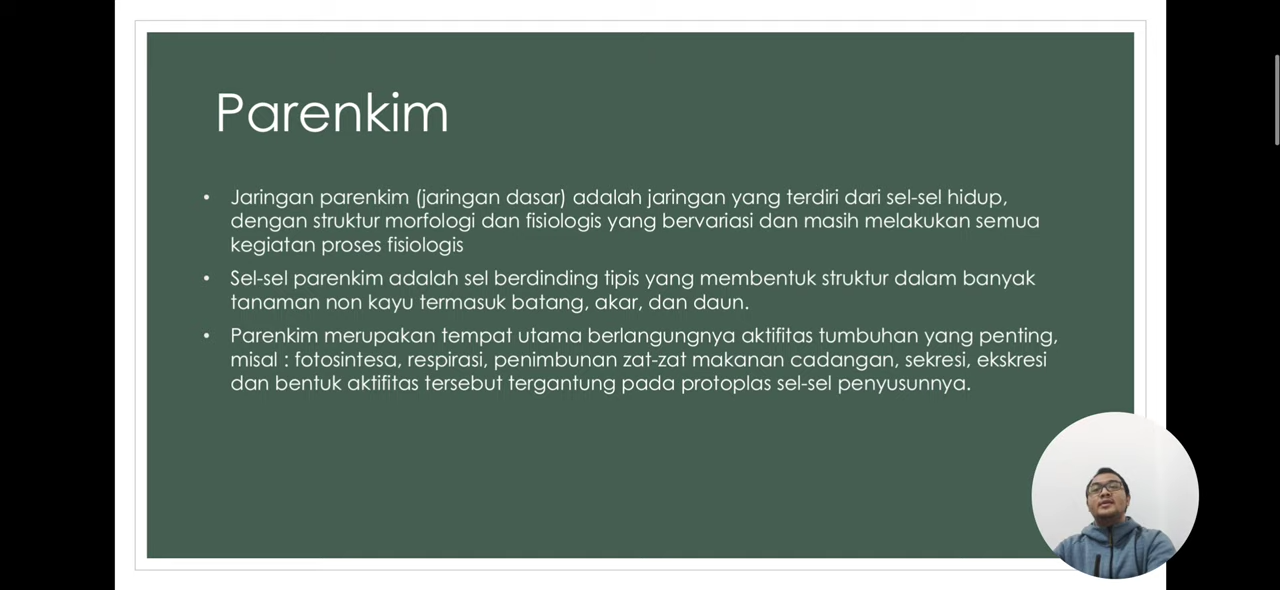 Parenkim
• Jaringan parenkim (jaringan dasar) adalah jaringan yang terdiri dari sel-sel hidup,
dengan struktur morfologi dan fisiologis yang bervariasi dan masih melakukan semua
kegiatan proses fisiologis
• Sel-sel parenkim adalah sel berdinding tipis yang membentuk struktur dalam banyak
tanaman non kayu termasuk batang, akar, dan daun.
• Parenkim merupakan tempat utama berlangungnya aktifitas tumbuhan yang penting,
misal : fotosintesa, respirasi, penimbunan zat-zat makanan cadangan, sekresi, ekskresi
dan bentuk aktifitas tersebut tergantung pada protoplas sel-sel penyusunnya.